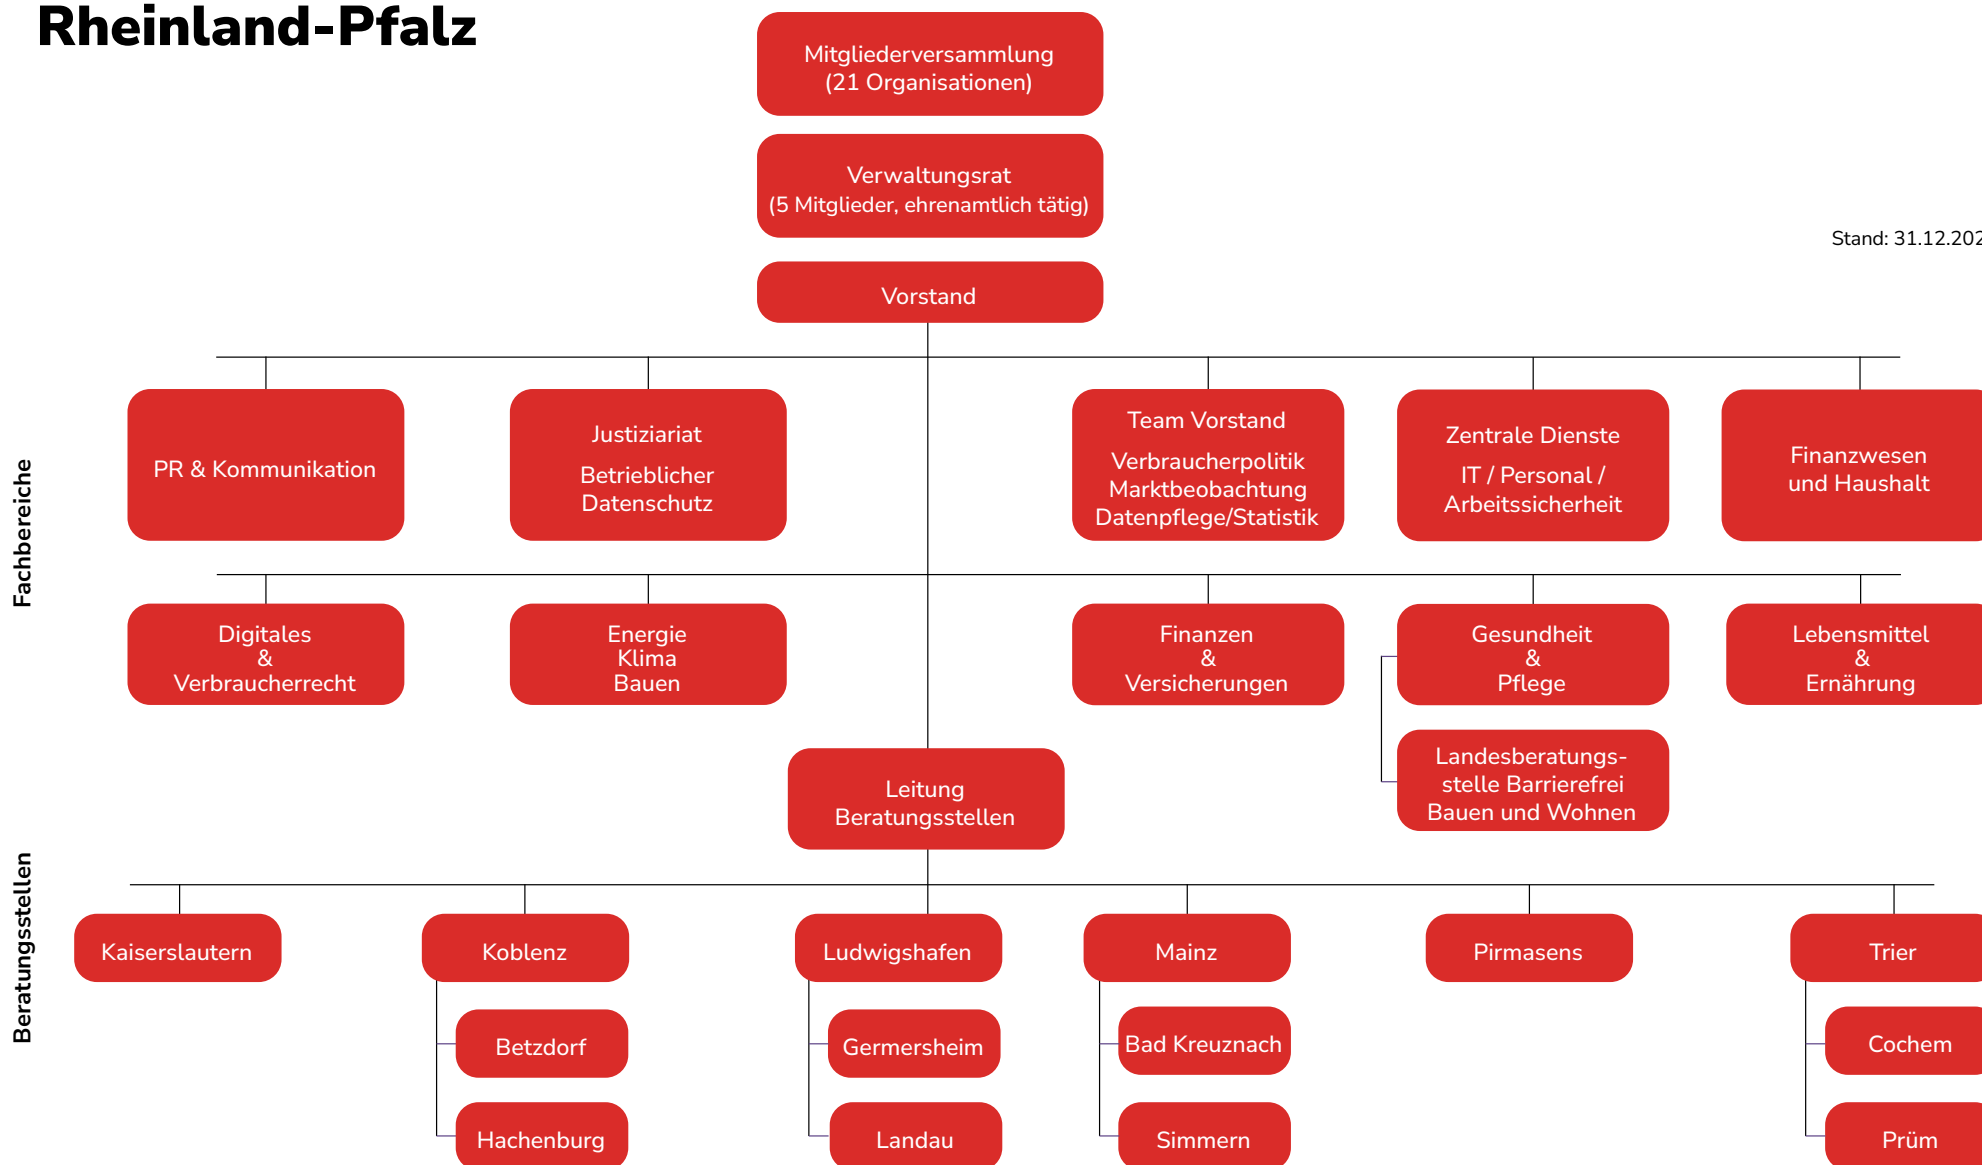 Rheinland-Pfalz
Mitgliederversammlung
(21 Organisationen)
Verwaltungsrat
(5 Mitglieder, ehrenamtlich tätig)
Stand: 31.12.202
Vorstand
Fachbereiche
PR & Kommunikation
Justiziariat
Betrieblicher
Datenschutz
Team Vorstand
Verbraucherpolitik
Marktbeobachtung
Datenpflege/Statistik
Zentrale Dienste
IT / Personal /
Arbeitssicherheit
Finanzwesen
und Haushalt
Digitales
&
Verbraucherrecht
Energie
Klima
Bauen
Finanzen
&
Versicherungen
Gesundheit
&
Pflege
Lebensmittel
&
Ernährung
Landesberatungs-
stelle Barrierefrei
Bauen und Wohnen
Leitung
Beratungsstellen
Beratungsstellen
Kaiserslautern
Koblenz
Betzdorf
Hachenburg
Ludwigshafen
Germersheim
Landau
Mainz
Bad Kreuznach
Simmern
Pirmasens
Trier
Cochem
Prüm